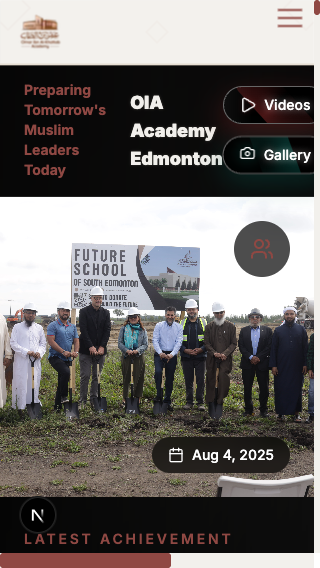 Preparing
Tomorrow's
Muslim
Leaders
Today
OIA
Academy
Edmonton
Videos
Gallery
FUTURE
SCHOOL
OF SOUTH EDMONTON
Aug 4, 2025
N
LATEST ACHIEVEMENT